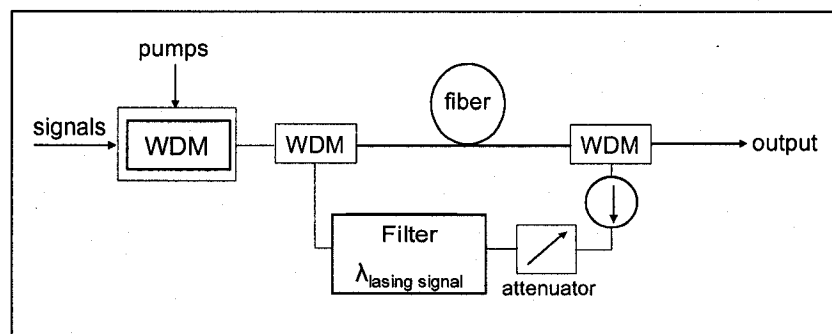 pumps
signals
WDM
WDM
fiber
WDM
output
Filter
λlasing signal
attenuator